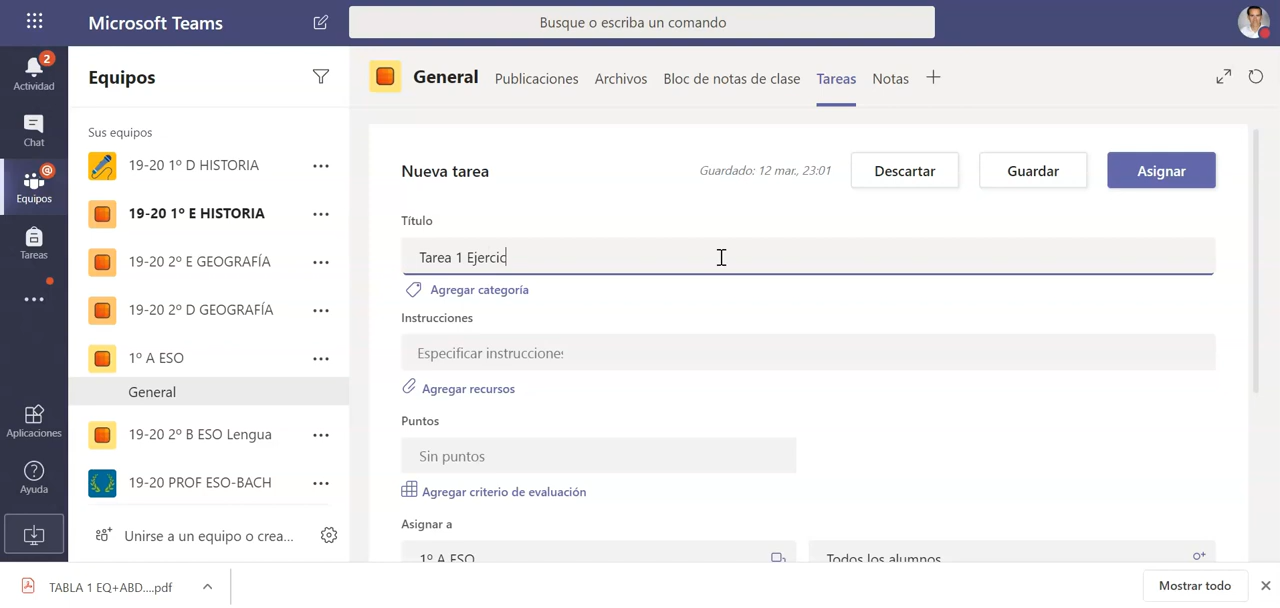 Microsoft Teams
Busque o escriba un comando
2
Actividad
Chat
@
Equipos
Tareas
Aplicaciones
Ayuda
Equipos
Sus equipos
19-20 1º D HISTORIA
19-20 1º E HISTORIA
19-20 2º E GEOGRAFÍA
19-20 2º D GEOGRAFÍA
1º A ESO
General
19-20 2º B ESO Lengua
19-20 PROF ESO-BACH
Unirse a un equipo o crea...
General
Publicaciones
Archivos
Bloc de notas de clase
Tareas
Notas
Nueva tarea
Guardado: 12 mar., 23:01
Descartar
Guardar
Asignar
Título
Tarea 1 Ejercic
Agregar categoría
Instrucciones
Especificar instrucciones
Agregar recursos
Puntos
Sin puntos
Agregar criterio de evaluación
Asignar a
1º A ESO
Todos los alumnos
TABLA 1 EQ+ABD....pdf
Mostrar todo